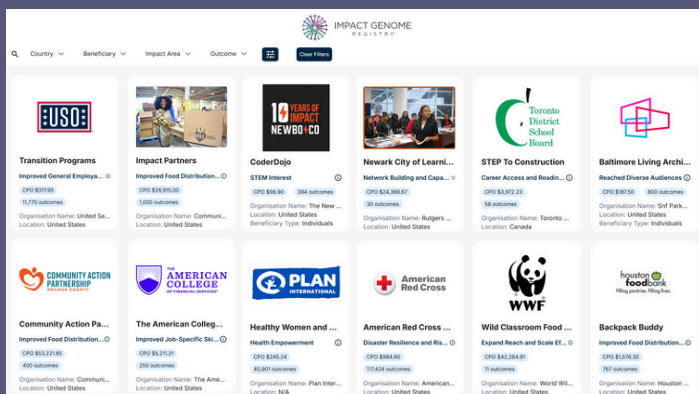 IMPACT GENOME
REGISTRY
Country Beneficiary Impact Area Outcome Clear Filters
USO
Transition Programs
Improved General Employa...
CPO $317.95
11,770 outcomes
Organisation Name: United Se...
Location: United States
Impact Partners
Improved Food Distribution...
CPO $26,915.00
1,000 outcomes
Organisation Name: Communi...
Location: United States
10 YEARS OF
IMPACT
NEWBOCO
CoderDojo
STEM Interest
CPO $98.90 394 outcomes
Organisation Name: The New ...
Location: United States
Beneficiary Type: Individuals
Newark City of Learni...
Network Building and Capa...
CPO $24,366.67
30 outcomes
Organisation Name: Rutgers ...
Location: United States
Toronto
District
School
Board
STEP To Construction
Career Access and Readin...
CPO $3,972.23
58 outcomes
Organisation Name: Toronto ...
Location: Canada
Baltimore Living Archi...
Reached Diverse Audiences
CPO $187.50 800 outcomes
Organisation Name: Snf Park...
Location: United States
Beneficiary Type: Individuals
COMMUNITY ACTION
PARTNERSHIP
ORANGE COUNTY
Community Action Pa...
Improved Food Distribution...
CPO $53,221.85
400 outcomes
Organisation Name: Communi...
Location: United States
THE
AMERICAN
COLLEGE
OF FINANCIAL SERVICES
The American Colleg...
Improved Job-Specific Ski...
CPO $5,211.31
250 outcomes
Organisation Name: The Ame...
Location: United States
PLAN
INTERNATIONAL
Healthy Women and ...
Health Empowerment
CPO $245.24
40,901 outcomes
Organisation Name: Plan Inter...
Location: N/A
American
Red Cross
American Red Cross ...
Disaster Resilience and Ris...
CPO $964.60
117,424 outcomes
Organisation Name: American...
Location: United States
WWF
Wild Classroom Food ...
Expand Reach and Scale Ef...
CPO $42,264.91
11 outcomes
Organisation Name: World Wil...
Location: United States
houston
foodbank
Filling pantries. Filling lives.
Backpack Buddy
Improved Food Distribution...
CPO $1,576.30
767 outcomes
Organisation Name: Houston ...
Location: United States